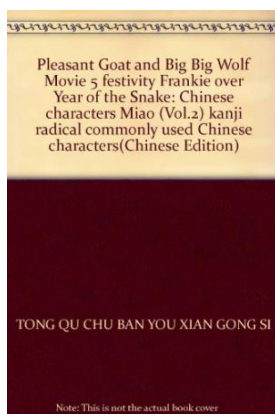 Pleasant Goat and Big Big Wolf
Movie 5 festivity Frankie over
Year of the Snake: Chinese
characters Miao (Vol.2) kanji
radical commonly used Chinese
characters(Chinese Edition)
TONG QU CHU BAN YOU XIAN GONG SI
Note: This is not the actual book cover